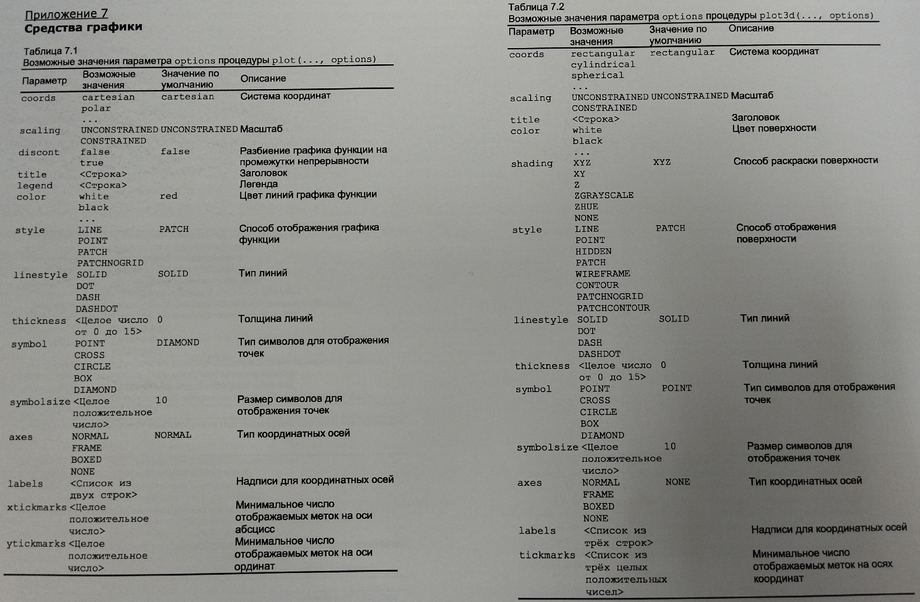 Приложение 7
Средства графики
Таблица 7.1
Возможные значения параметра options процедуры plot(..., options)
Параметр Возможные значения Значение по умолчанию Описание
coords cartesian cartesian Система координат
polar
...
scaling UNCONSTRAINED UNCONSTRAINED Масштаб
CONSTRAINED
discont false false Разбиение графика функции на
true промежутки непрерывности
title <Строка> Заголовок
legend <Строка> Легенда
color white red Цвет линий графика функции
black
...
style LINE PATCH Способ отображения графика
POINT функции
PATCH
PATCHNOGRID
linestyle SOLID SOLID Тип линий
DOT
DASH
DASHDOT
thickness <Целое число 0 Толщина линий
от 0 до 15>
symbol POINT DIAMOND Тип символов для отображения
CROSS точек
CIRCLE
BOX
DIAMOND
symbolsize <Целое 10 Размер символов для
положительное отображения точек
число>
axes NORMAL NORMAL Тип координатных осей
FRAME
BOXED
NONE
labels <Список из Надписи для координатных осей
двух строк>
xtickmarks <Целое Минимальное число
положительное отображаемых меток на оси
число> абсцисс
ytickmarks <Целое Минимальное число
положительное отображаемых меток на оси
число> ординат
Таблица 7.2
Возможные значения параметра options процедуры plot3d(..., options)
Параметр Возможные значения Значение по умолчанию Описание
coords rectangular rectangular Система координат
cylindrical
spherical
...
scaling UNCONSTRAINED UNCONSTRAINED Масштаб
CONSTRAINED
title <Строка> Заголовок
color white Цвет поверхности
black
...
shading XYZ XYZ Способ раскраски поверхности
XY
Z
ZGRAYSCALE
ZHUE
NONE
style LINE PATCH Способ отображения
POINT поверхности
HIDDEN
PATCH
WIREFRAME
CONTOUR
PATCHNOGRID
PATCHCONTOUR
linestyle SOLID SOLID Тип линий
DOT
DASH
DASHDOT
thickness <Целое число 0 Толщина линий
от 0 до 15>
symbol POINT POINT Тип символов для отображения
CROSS точек
CIRCLE
BOX
DIAMOND
symbolsize <Целое 10 Размер символов для
положительное отображения точек
число>
axes NORMAL NONE Тип координатных осей
FRAME
BOXED
NONE
labels <Список из Надписи для координатных осей
трёх строк>
tickmarks <Список из Минимальное число
трёх целых отображаемых меток на осях
положительных координат
чисел>